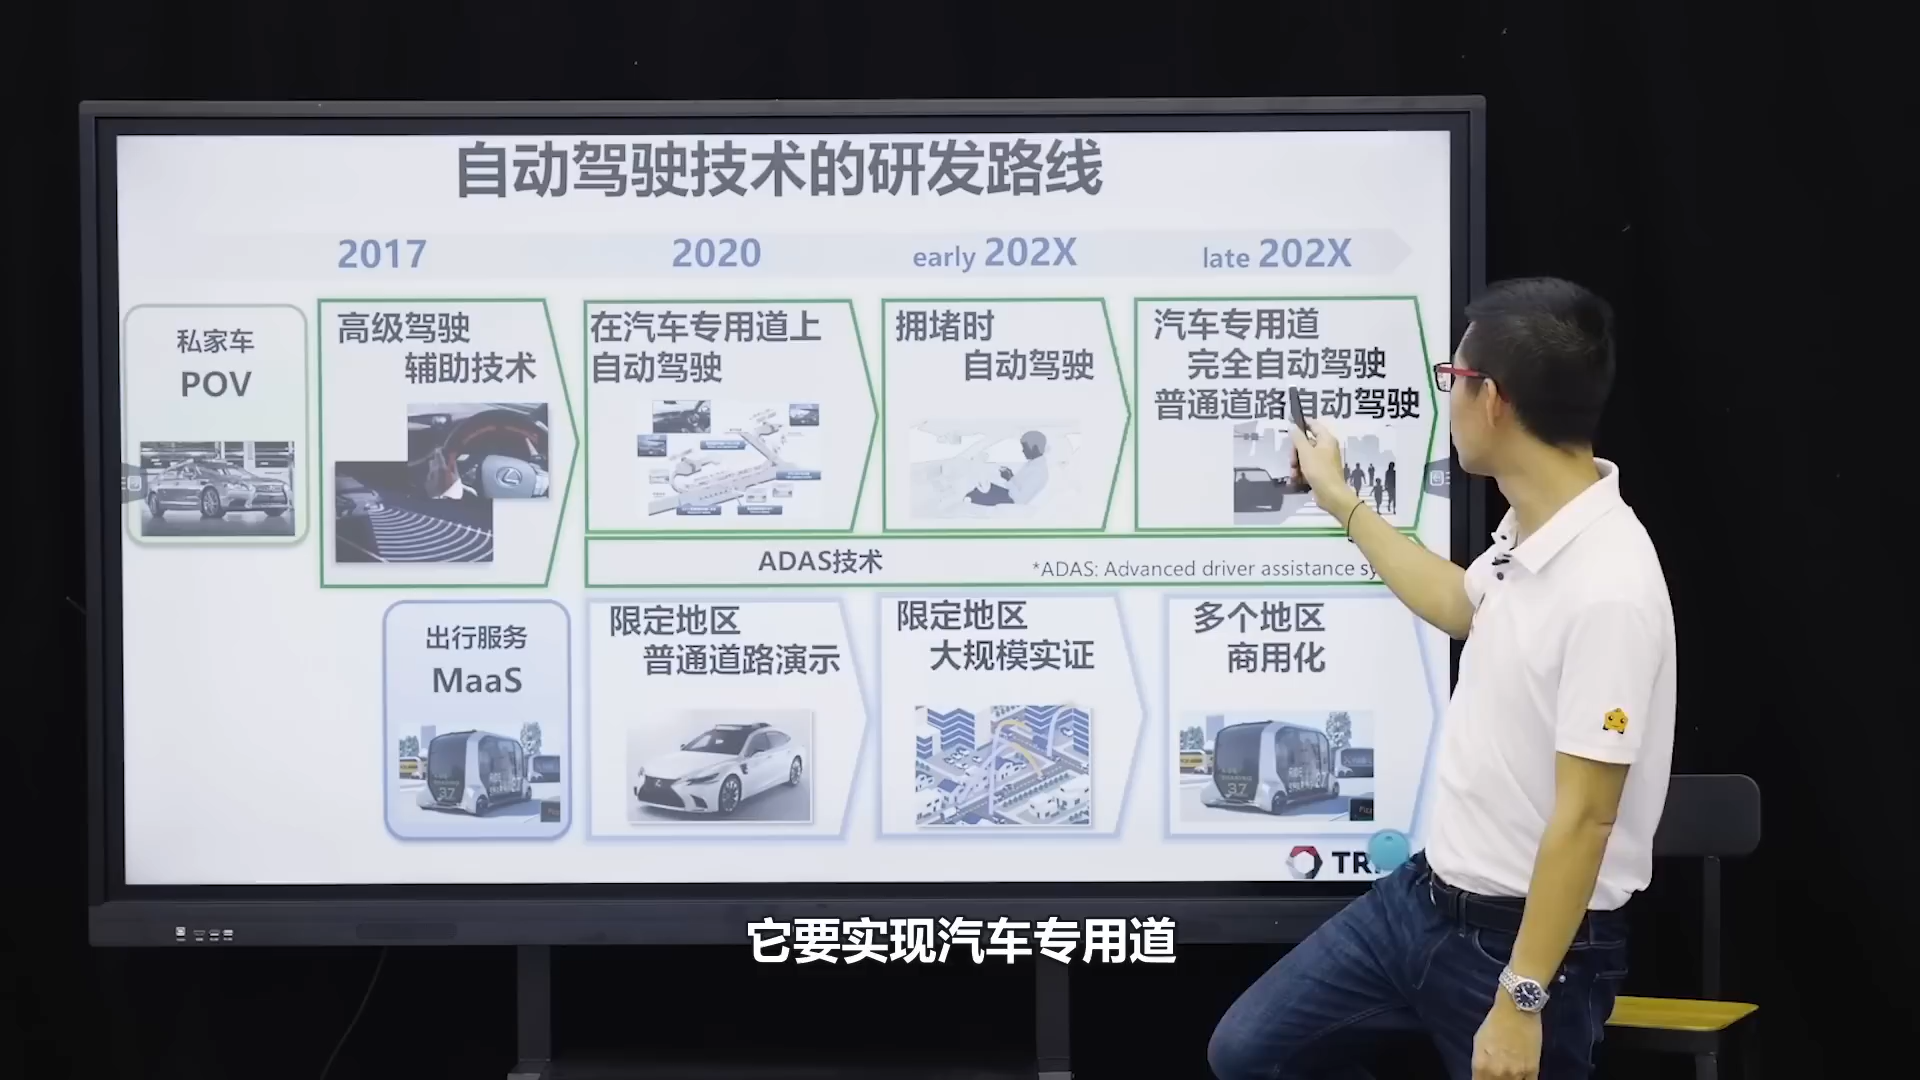 自动驾驶技术的研发路线
2017
2020
early 202X
late 202X
私家车
POV
高级驾驶
辅助技术
在汽车专用道上
自动驾驶
拥堵时
自动驾驶
汽车专用道
完全自动驾驶
普通道路自动驾驶
ADAS技术
*ADAS: Advanced driver assistance
出行服务
MaaS
限定地区
普通道路演示
限定地区
大规模实证
多个地区
商用化
37
37
它要实现汽车专用道